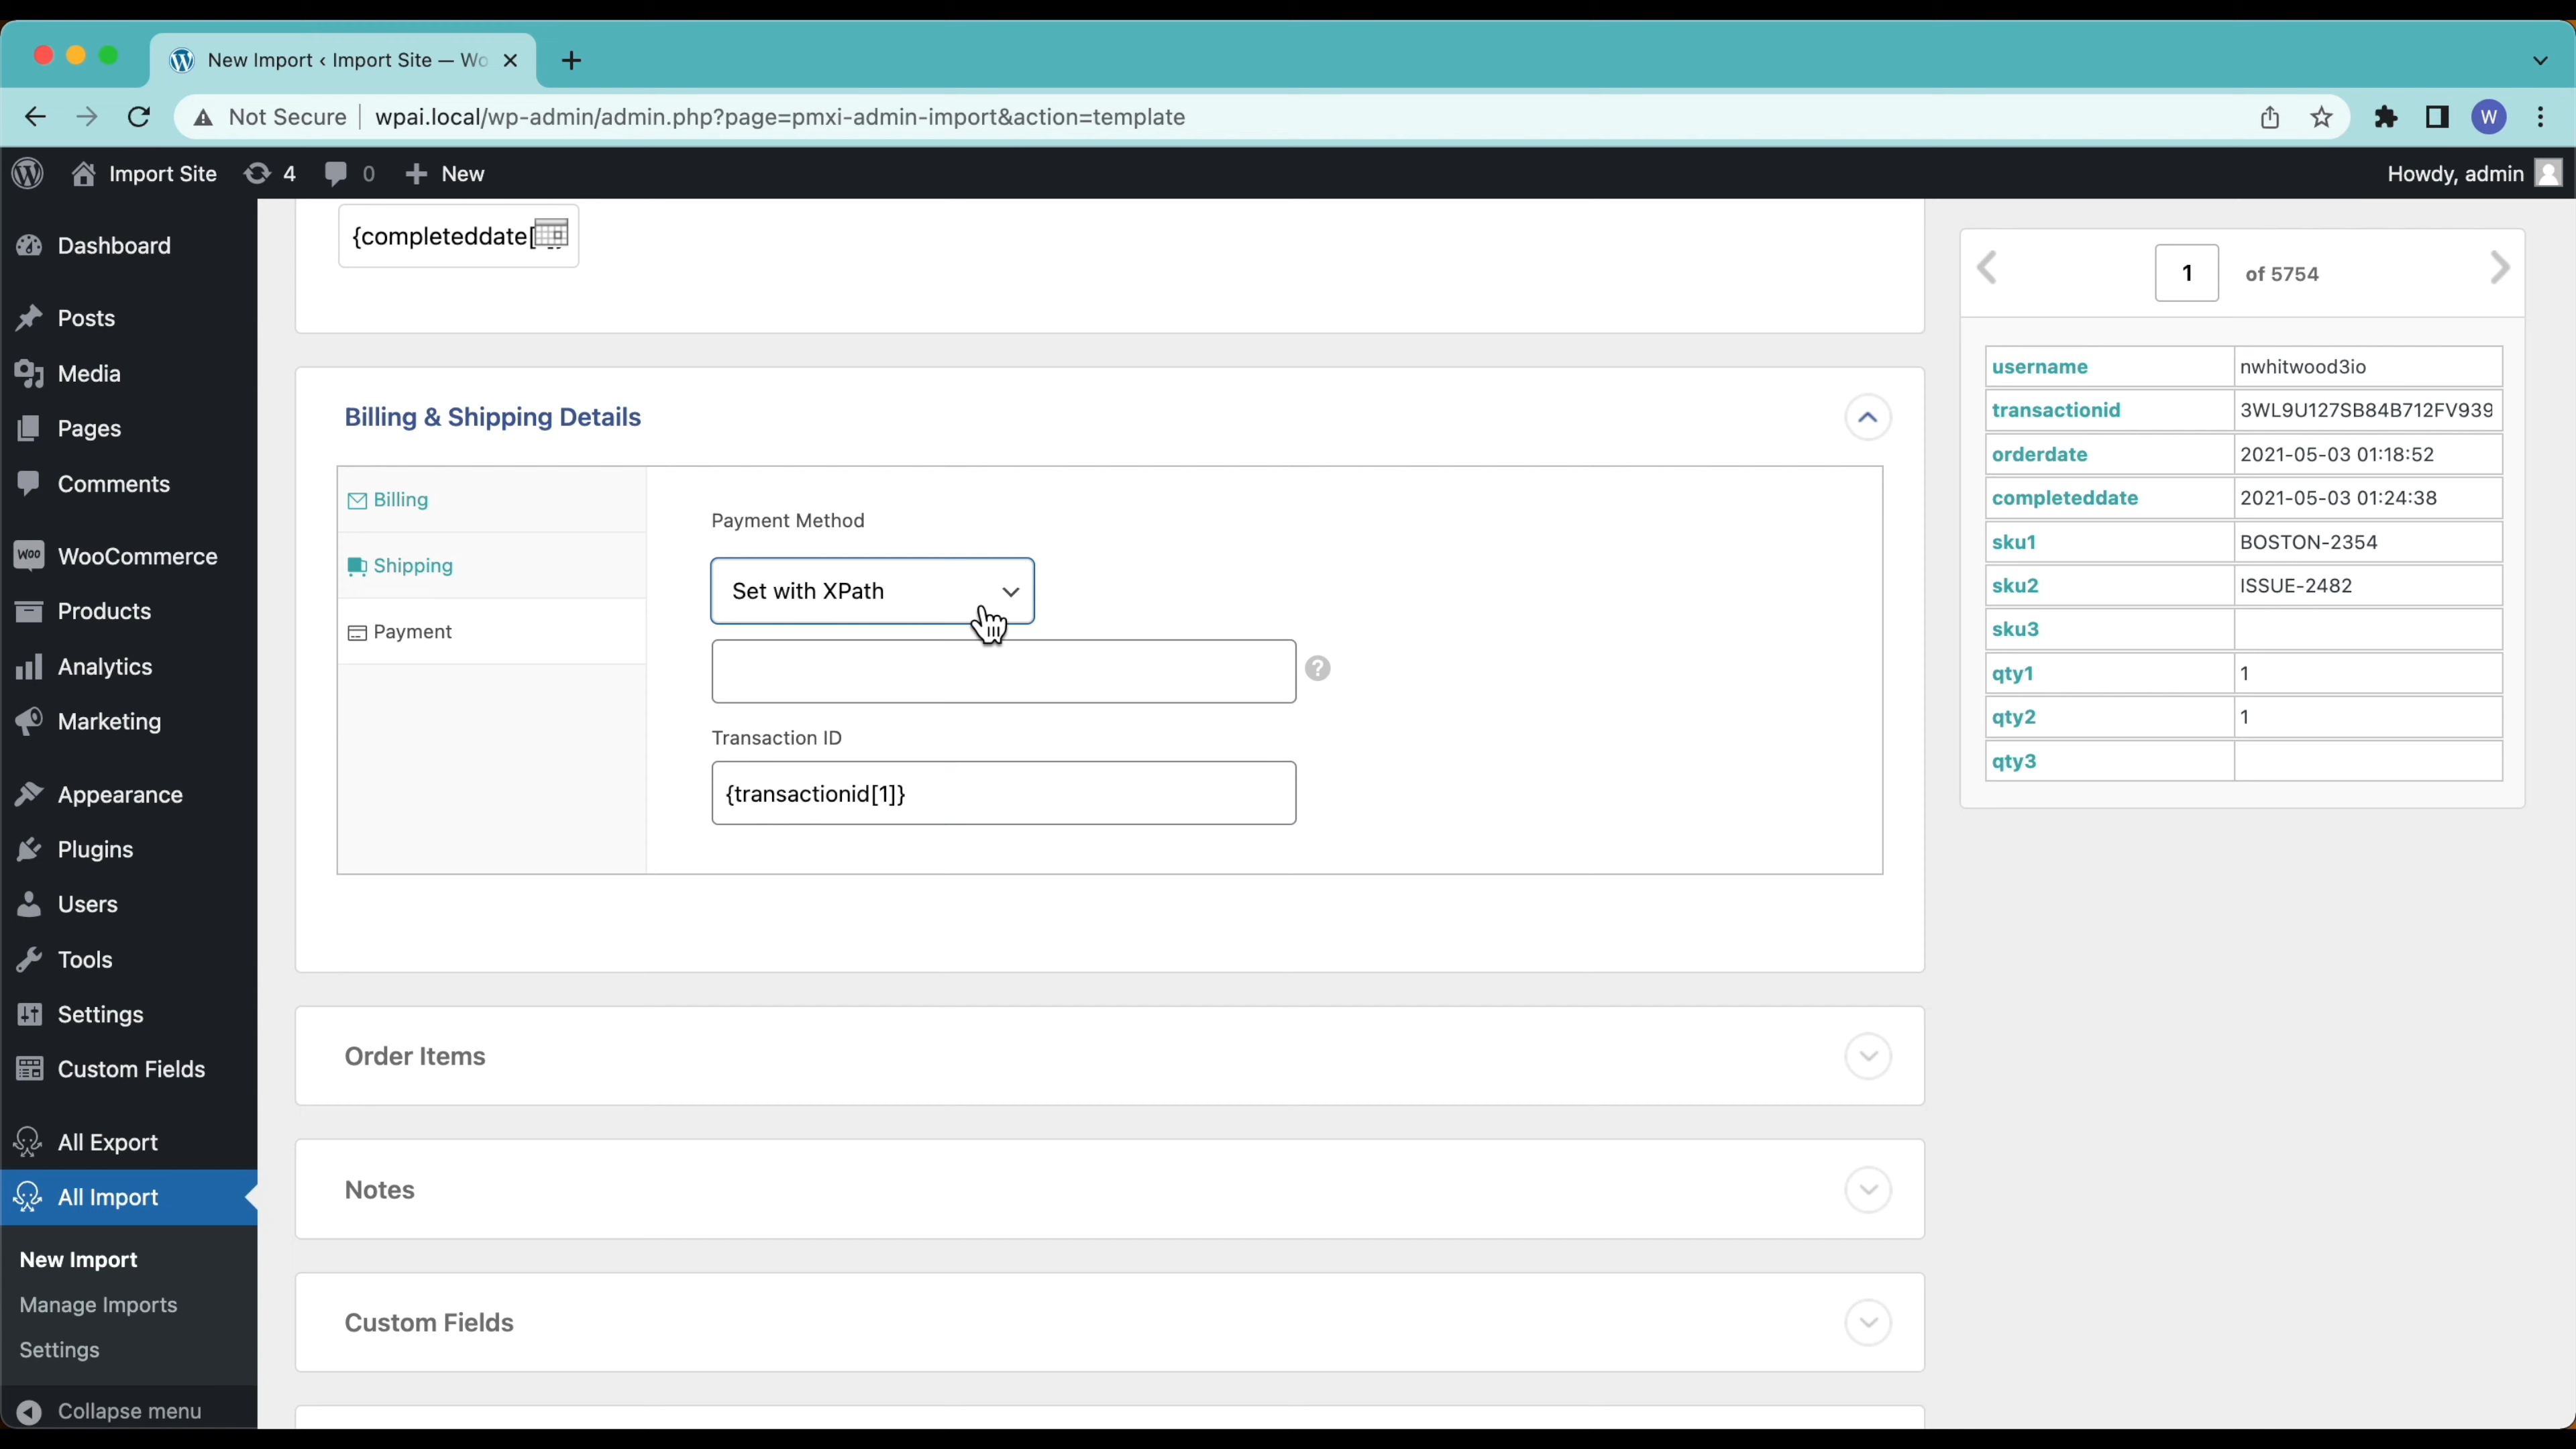 New Import ‹ Import Site — Wo
Not Secure
wpai.local/wp-admin/admin.php?page=pmxi-admin-import&action=template
W
Import Site
4
0
New
Howdy, admin
Dashboard
Posts
Media
Pages
Comments
Woo WooCommerce
Products
Analytics
Marketing
Appearance
Plugins
Users
Tools
Settings
Custom Fields
All Export
All Import
New Import
Manage Imports
Settings
Collapse menu
{completeddate[
Billing & Shipping Details
Billing
Shipping
Payment
Payment Method
Set with XPath
?
Transaction ID
{transactionid[1]}
Order Items
Notes
Custom Fields
1 of 5754
username nwhitwood3io
transactionid 3WL9U127SB84B712FV939
orderdate 2021-05-03 01:18:52
completeddate 2021-05-03 01:24:38
sku1 BOSTON-2354
sku2 ISSUE-2482
sku3
qty1 1
qty2 1
qty3